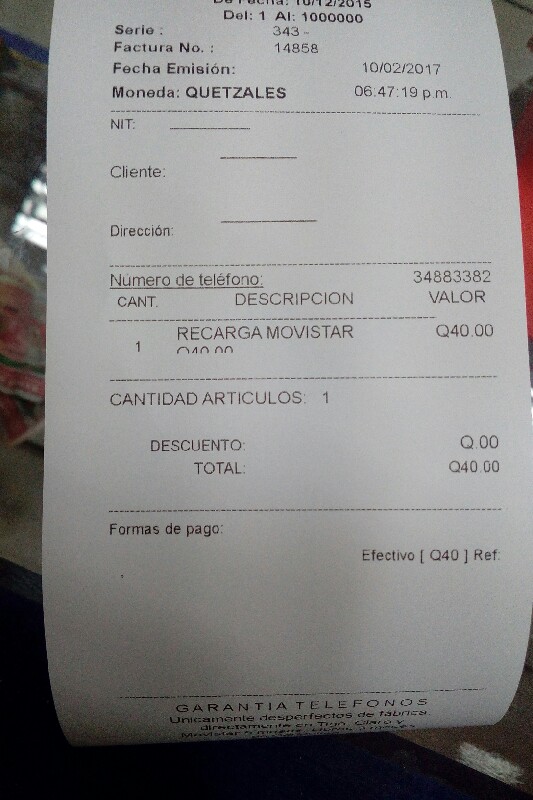 De Fecha: 10/12/2015
Del: 1 Al: 1000000
Serie : 343 -
Factura No. : 14858
Fecha Emisión: 10/02/2017
Moneda: QUETZALES 06:47:19 p.m.
NIT:
Cliente:
Dirección:
Número de teléfono: 34883382
CANT. DESCRIPCION VALOR
1 RECARGA MOVISTAR Q40.00
Q40.00
CANTIDAD ARTICULOS: 1
DESCUENTO: Q.00
TOTAL: Q40.00
Formas de pago:
Efectivo [ Q40 ] Ref:
GARANTIA TELEFONOS
Unicamente desperfectos de fábrica.
directamente en Tigo, Claro y
Movistar